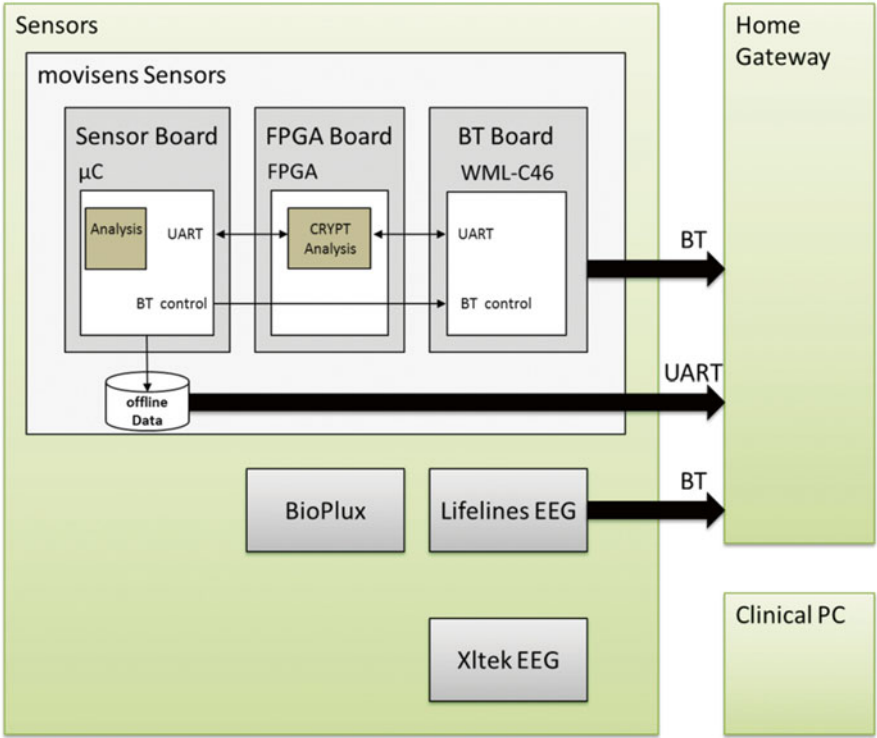 Sensors
movisens Sensors
Sensor Board
µC
Analysis
UART
BT control
FPGA Board
FPGA
CRYPT
Analysis
BT Board
WML-C46
UART
BT control
offline
Data
BioPlux
Lifelines EEG
Xltek EEG
BT
UART
BT
Home
Gateway
Clinical PC